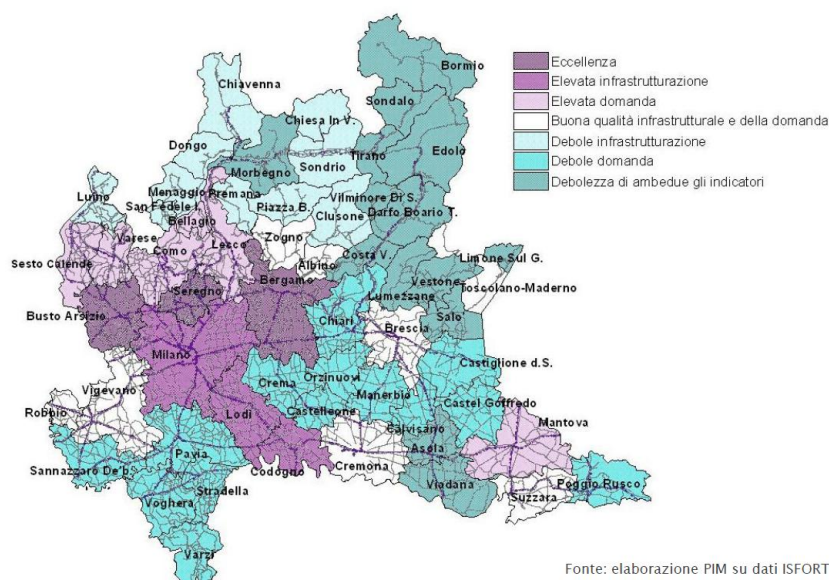 Eccellenza
Elevata infrastrutturazione
Elevata domanda
Buona qualità infrastrutturale e della domanda
Debole infrastrutturazione
Debole domanda
Debolezza di ambedue gli indicatori
Bormio
Chiavenna
Sondalo
Chiesa In V.
Dongo
Tirano
Edolo
Morbegno
Sondrio
Luino
Menaggio
Premana
San Fedele I.
Piazza B.
Vilminore Di S.
Bellagio
Clusone
Darfo Boario T.
Varese
Como
Lecco
Zogno
Sesto Calende
Albino
Costa V.
Limone Sul G.
Bergamo
Seregno
Vestone
Toscolano-Maderno
Lumezzane
Busto Arsizio
Chiari
Salo
Brescia
Milano
Castiglione d.S.
Vigevano
Crema
Orzinuovi
Manerbio
Castel Goffredo
Robbio
Lodi
Castelleone
Mantova
Calvisano
Pavia
Asola
Sannazzaro De'b.
Codogno
Cremona
Viadana
Stradella
Voghera
Suzzara
Poggio Rusco
Varzi
Fonte: elaborazione PIM su dati ISFORT